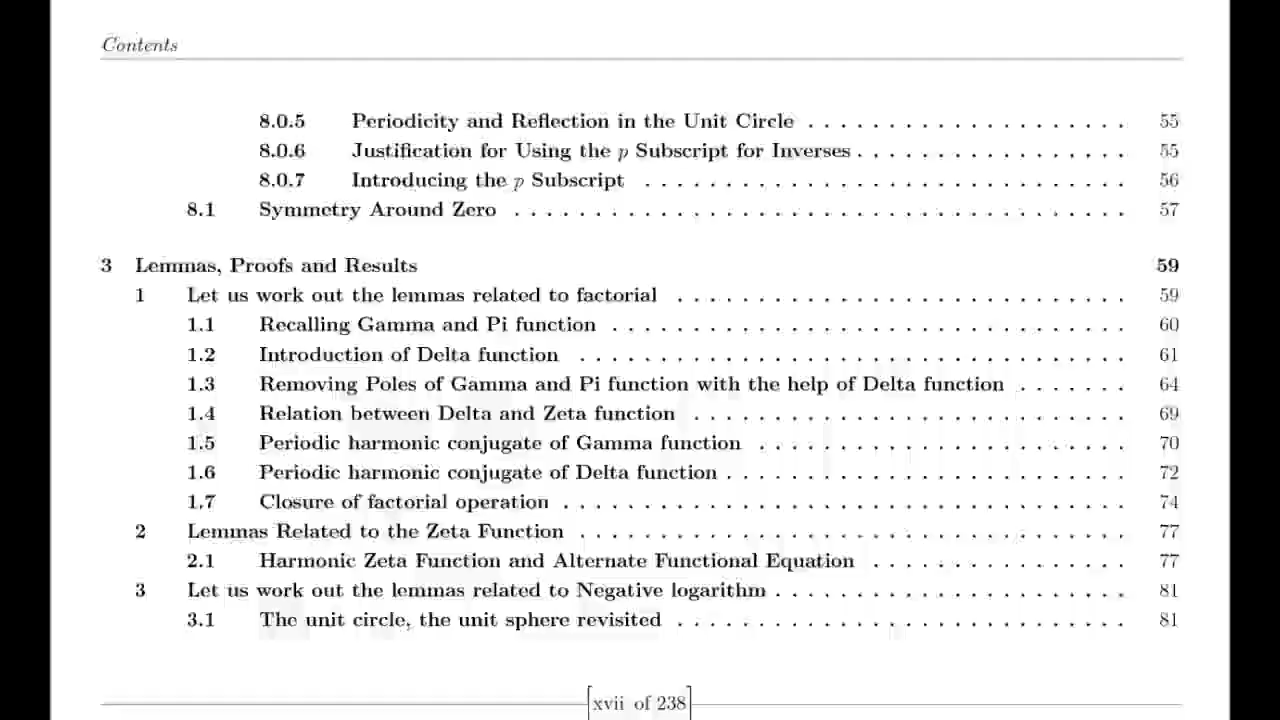 Contents
8.0.5 Periodicity and Reflection in the Unit Circle . . . . . . . . . . . . . . . . . . . . 55
8.0.6 Justification for Using the p Subscript for Inverses . . . . . . . . . . . . . . . . . 55
8.0.7 Introducing the p Subscript . . . . . . . . . . . . . . . . . . . . . . . . . . . . . . 56
8.1 Symmetry Around Zero . . . . . . . . . . . . . . . . . . . . . . . . . . . . . . . . . . . . . . 57
3 Lemmas, Proofs and Results 59
1 Let us work out the lemmas related to factorial . . . . . . . . . . . . . . . . . . . . . . . . . . . . 59
1.1 Recalling Gamma and Pi function . . . . . . . . . . . . . . . . . . . . . . . . . . . . . . . . 60
1.2 Introduction of Delta function . . . . . . . . . . . . . . . . . . . . . . . . . . . . . . . . . . 61
1.3 Removing Poles of Gamma and Pi function with the help of Delta function . . . . . . . 64
1.4 Relation between Delta and Zeta function . . . . . . . . . . . . . . . . . . . . . . . . . . . 69
1.5 Periodic harmonic conjugate of Gamma function . . . . . . . . . . . . . . . . . . . . . . . 70
1.6 Periodic harmonic conjugate of Delta function . . . . . . . . . . . . . . . . . . . . . . . . . 72
1.7 Closure of factorial operation . . . . . . . . . . . . . . . . . . . . . . . . . . . . . . . . . . . 74
2 Lemmas Related to the Zeta Function . . . . . . . . . . . . . . . . . . . . . . . . . . . . . . . . . . 77
2.1 Harmonic Zeta Function and Alternate Functional Equation . . . . . . . . . . . . . . . . 77
3 Let us work out the lemmas related to Negative logarithm . . . . . . . . . . . . . . . . . . . . . . 81
3.1 The unit circle, the unit sphere revisited . . . . . . . . . . . . . . . . . . . . . . . . . . . . 81
xvii of 238